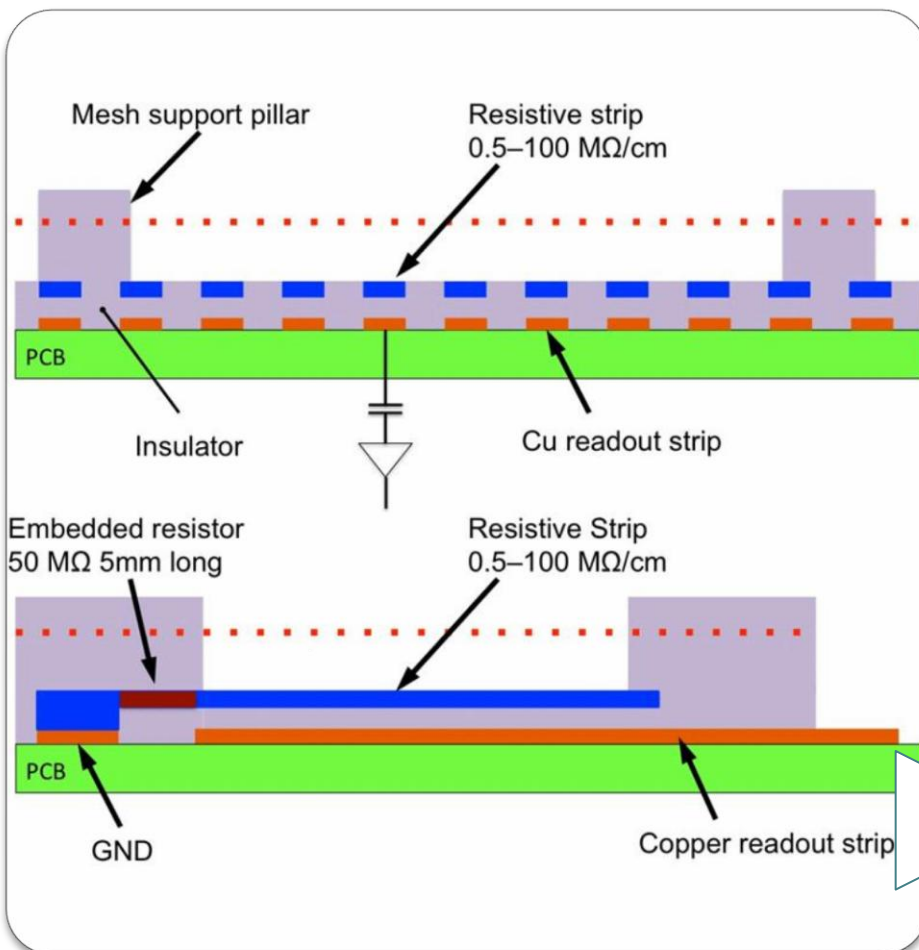 Mesh support pillar
Resistive strip
0.5–100 MΩ/cm
PCB
Insulator
Cu readout strip
Embedded resistor
50 MΩ 5mm long
Resistive Strip
0.5–100 MΩ/cm
PCB
GND
Copper readout strip